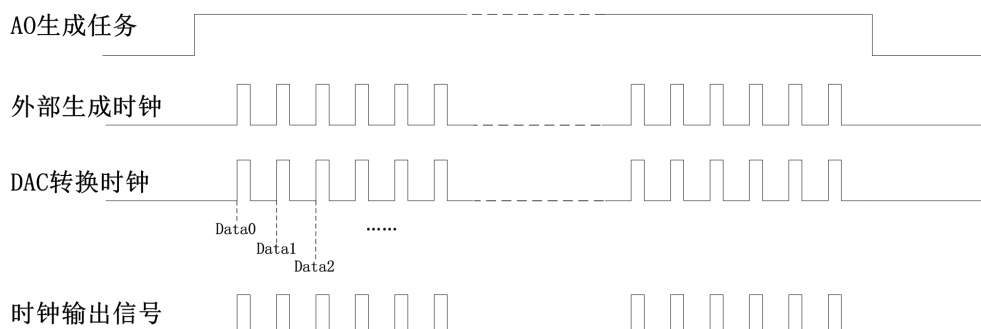 AO生成任务
外部生成时钟
DAC转换时钟
Data0
……
Data1
Data2
时钟输出信号